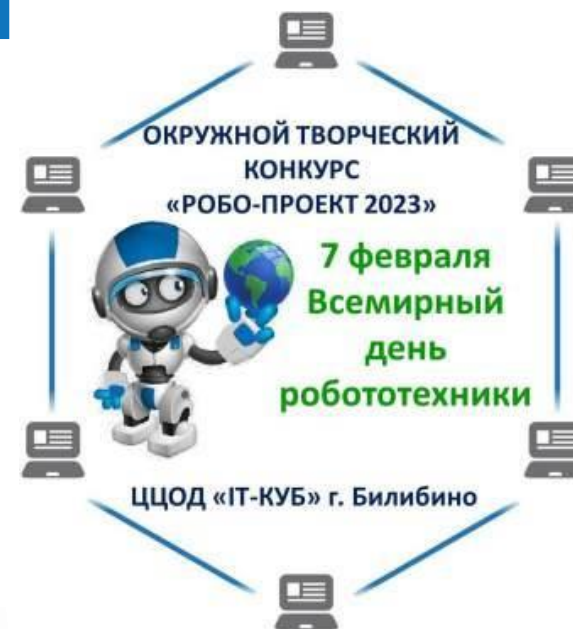 ОКРУЖНОЙ ТВОРЧЕСКИЙ
КОНКУРС
«РОБО-ПРОЕКТ 2023»
7 февраля
Всемирный
день
робототехники
ЦЦОД «IT-КУБ» г. Билибино